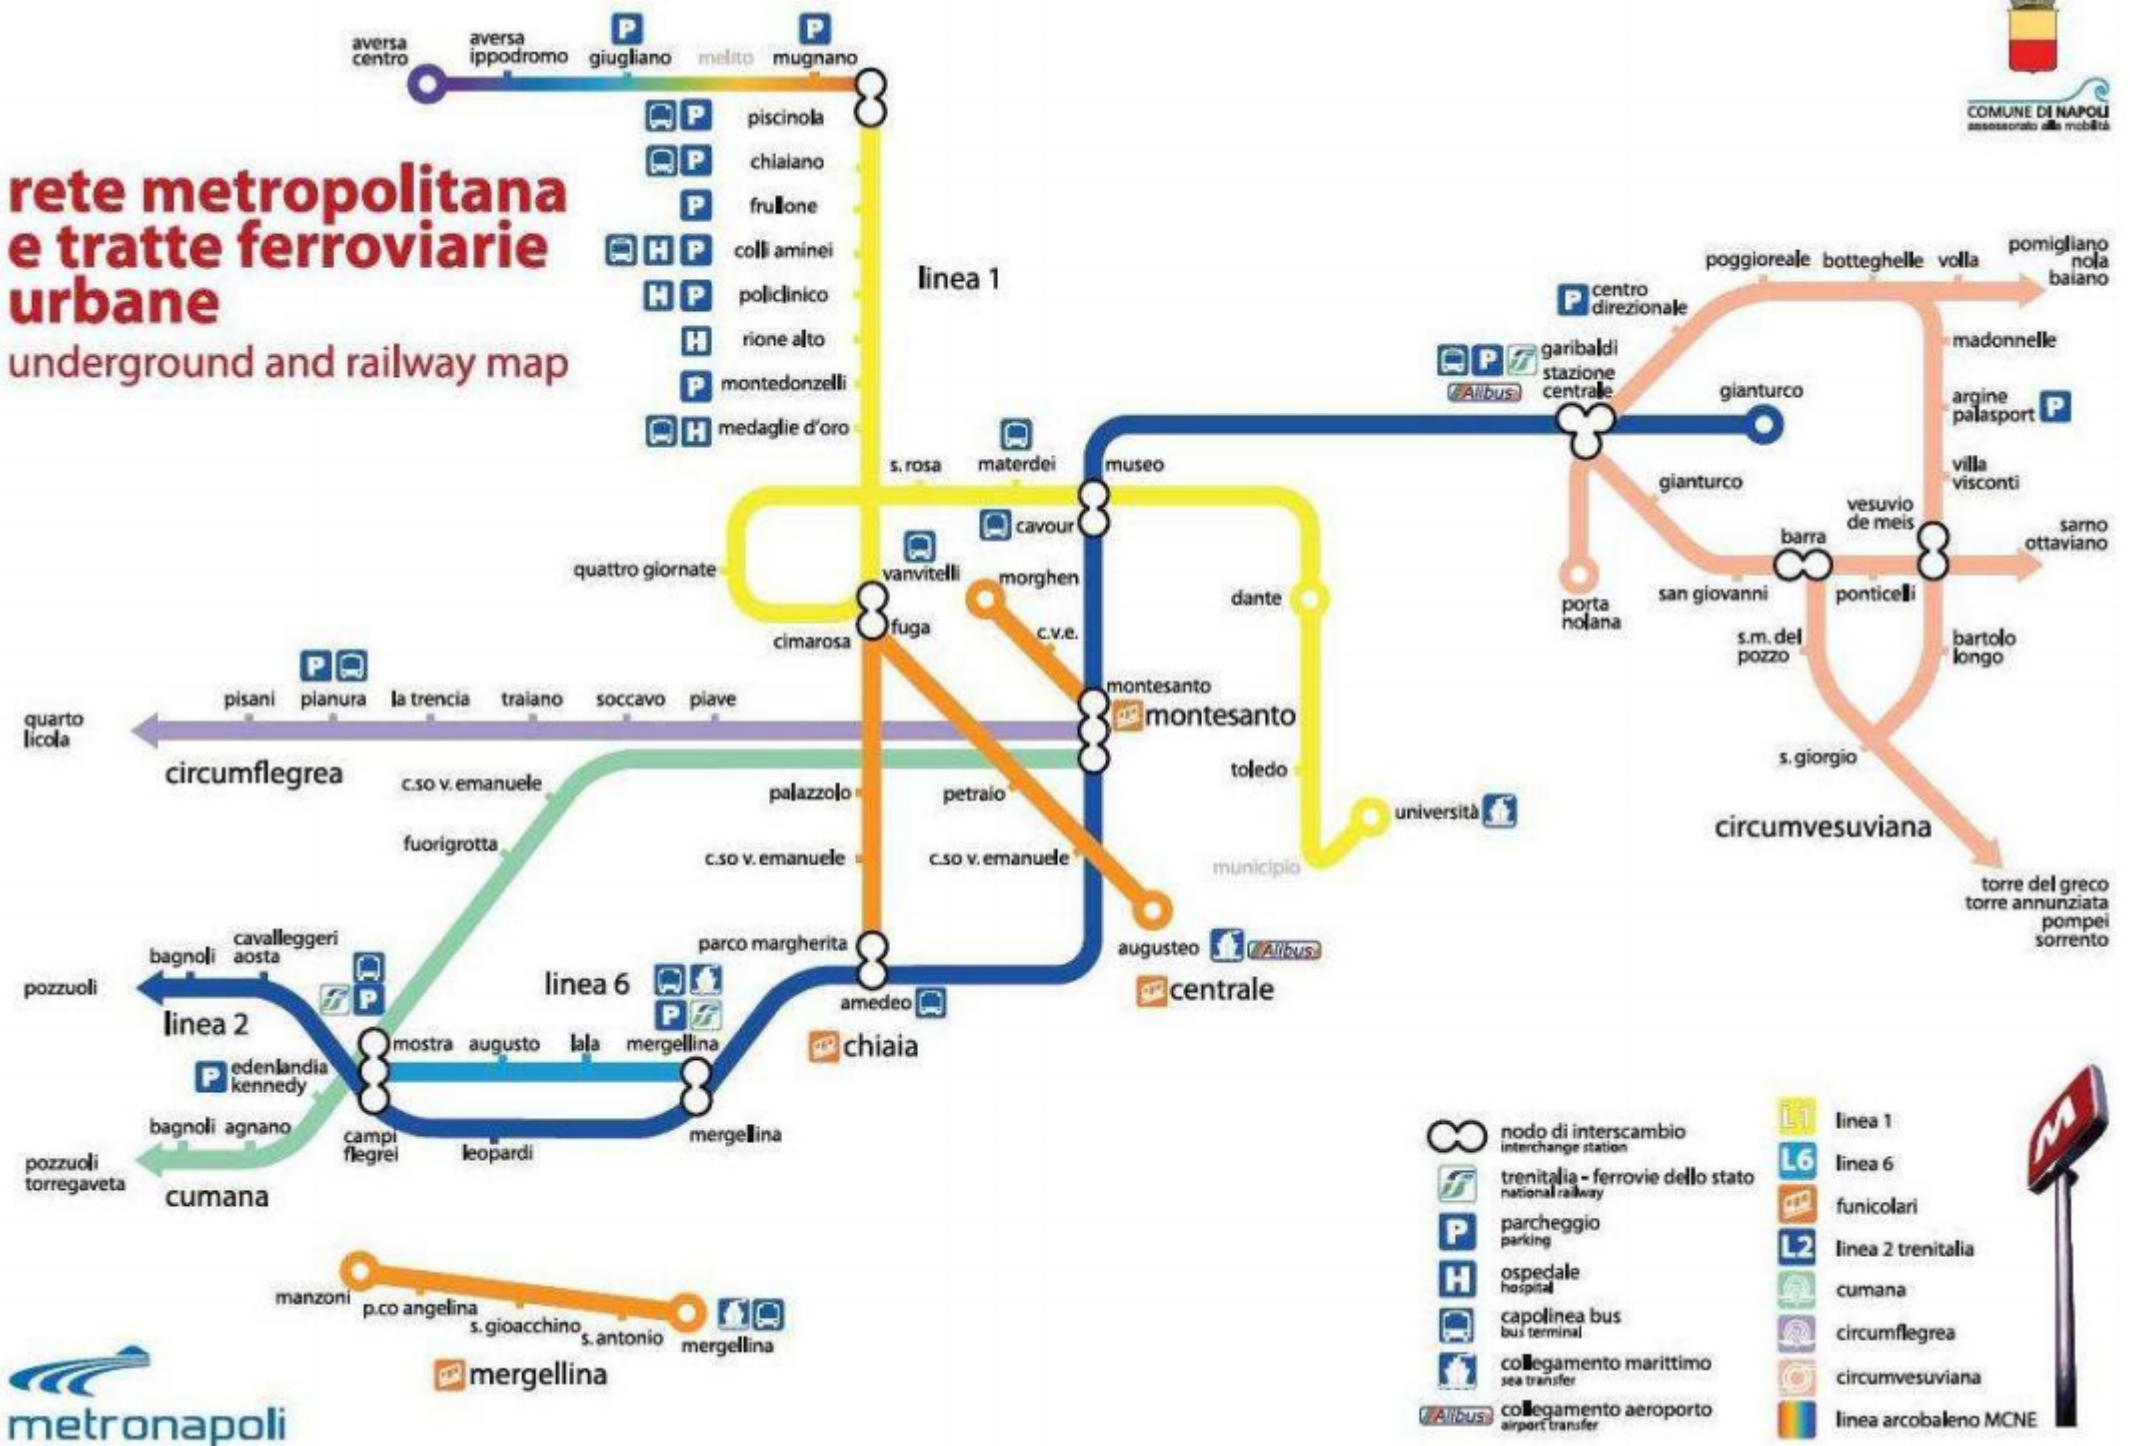 COMUNE DI NAPOLI
assessorato alla mobilità
rete metropolitana
e tratte ferroviarie
urbane
underground and railway map
aversa
centro
aversa
ippodromo
P
giugliano
melito
P
mugnano
P
piscinola
P
chiaiano
P
frullone
H P
colli aminei
H P
policlinico
H
rione alto
P
montedonzelli
H
medaglie d'oro
linea 1
s. rosa
materdei
museo
cavour
quattro giornate
vanvitelli
cimarosa
fuga
morghen
c.v.e.
montesanto
montesanto
dante
toledo
municipio
università
P
garibaldi
stazione
centrale
Alibus
P
centro
direzionale
poggioreale
botteghelle
volla
pomigliano
nola
baiano
madonnelle
argine
palasport
P
villa
visconti
gianturco
gianturco
vesuvio
de meis
barra
sarno
ottaviano
porta
nolana
san giovanni
ponticelli
s.m. del
pozzo
bartolo
longo
s. giorgio
circumvesuviana
torre del greco
torre annunziata
pompei
sorrento
quarto
licola
pisani
P
pianura
la trencia
traiano
soccavo
piave
circumflegrea
c.so v. emanuele
fuorigrotta
palazzolo
c.so v. emanuele
petraio
c.so v. emanuele
parco margherita
amedeo
chiaia
augusteo
Alibus
centrale
pozzuoli
bagnoli
cavalleggeri
aosta
linea 2
P
linea 6
P
mostra
augusto
lala
mergellina
P
edenlandia
kennedy
bagnoli
agnano
campi
flegrei
leopardi
mergellina
pozzuoli
torregaveta
cumana
manzoni
p.co angelina
s. gioacchino
s. antonio
mergellina
mergellina
metronapoli
nodo di interscambio
interchange station
trenitalia - ferrovie dello stato
national railway
P
parcheggio
parking
H
ospedale
hospital
capolinea bus
bus terminal
collegamento marittimo
sea transfer
Alibus
collegamento aeroporto
airport transfer
L1
linea 1
L6
linea 6
funicolari
L2
linea 2 trenitalia
cumana
circumflegrea
circumvesuviana
linea arcobaleno MCNE
M